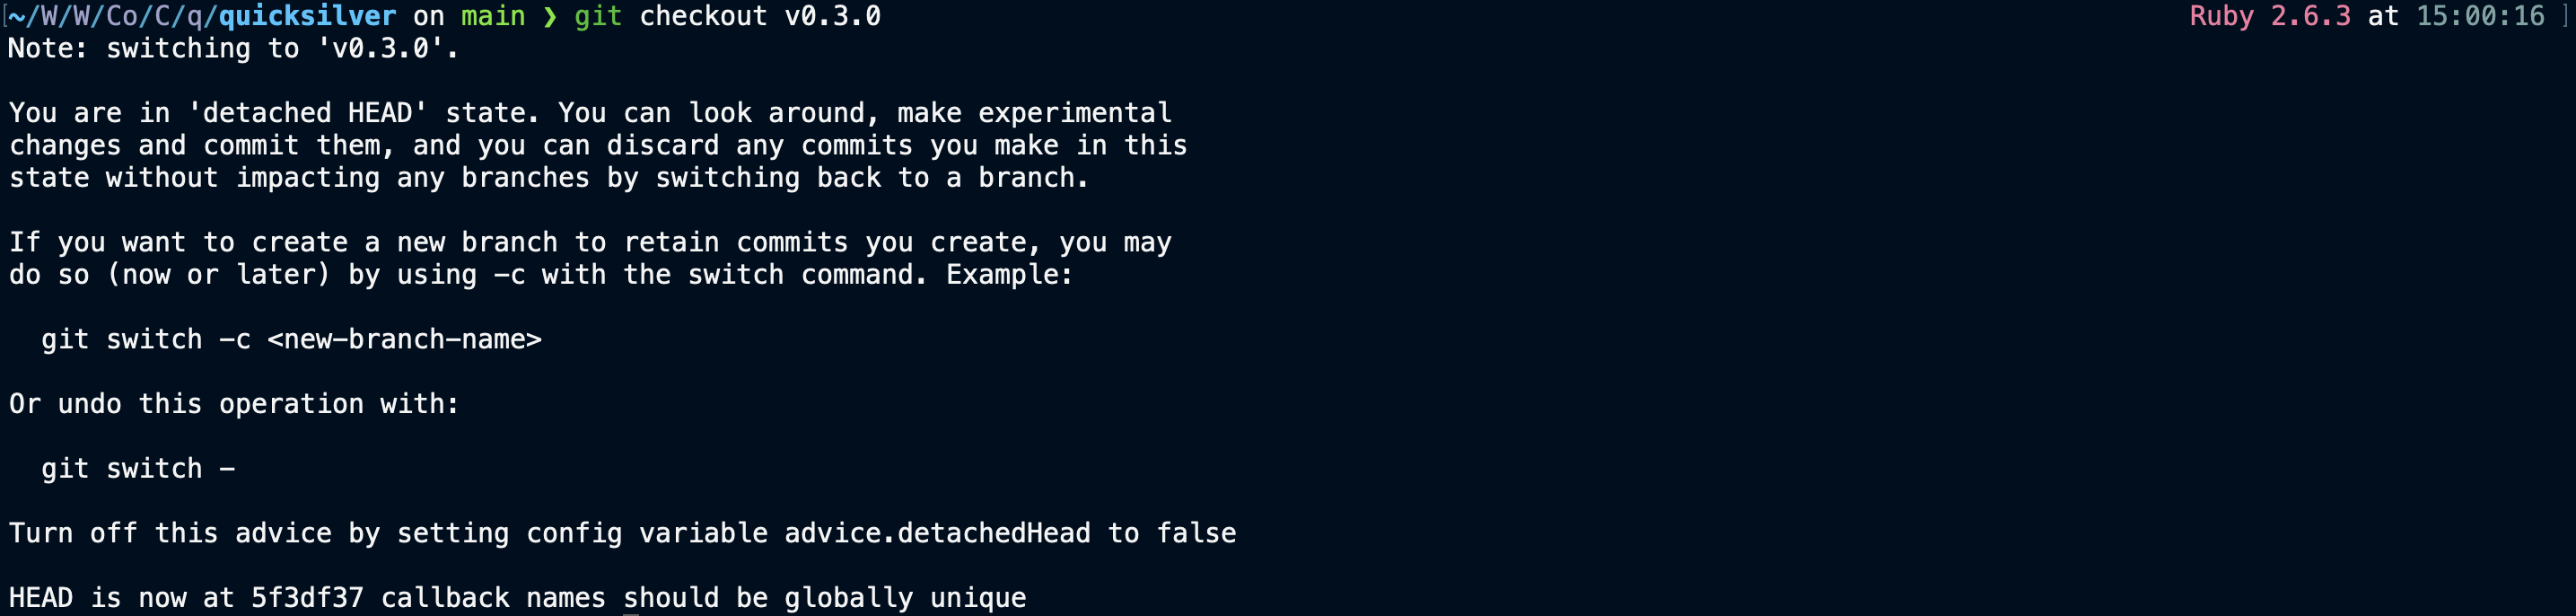 ~/W/W/Co/C/q/quicksilver on main ❯ git checkout v0.3.0 Ruby 2.6.3 at 15:00:16
Note: switching to 'v0.3.0'.
You are in 'detached HEAD' state. You can look around, make experimental
changes and commit them, and you can discard any commits you make in this
state without impacting any branches by switching back to a branch.
If you want to create a new branch to retain commits you create, you may
do so (now or later) by using -c with the switch command. Example:
git switch -c <new-branch-name>
Or undo this operation with:
git switch -
Turn off this advice by setting config variable advice.detachedHead to false
HEAD is now at 5f3df37 callback names should be globally unique